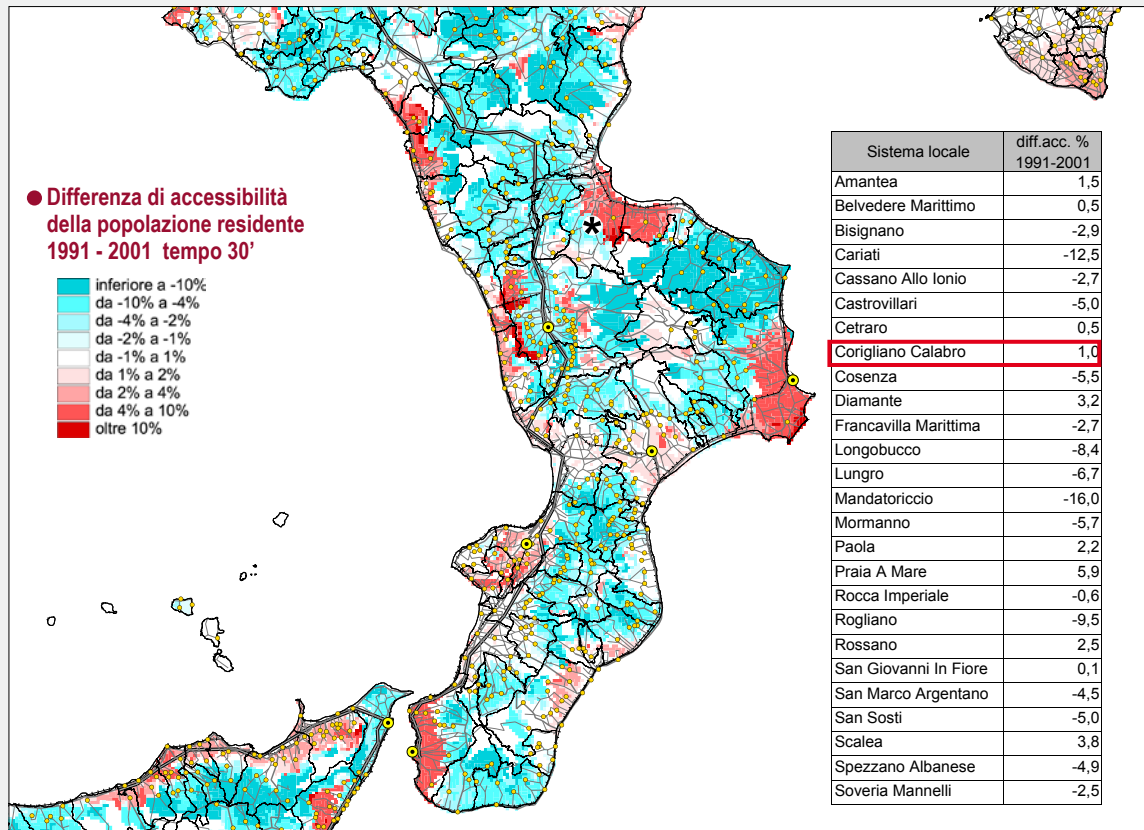 ● Differenza di accessibilità
della popolazione residente
1991 - 2001 tempo 30’
inferiore a -10%
da -10% a -4%
da -4% a -2%
da -2% a -1%
da -1% a 1%
da 1% a 2%
da 2% a 4%
da 4% a 10%
oltre 10%
*
Sistema locale diff.acc. %
1991-2001
Amantea 1,5
Belvedere Marittimo 0,5
Bisignano -2,9
Cariati -12,5
Cassano Allo Ionio -2,7
Castrovillari -5,0
Cetraro 0,5
Corigliano Calabro 1,0
Cosenza -5,5
Diamante 3,2
Francavilla Marittima -2,7
Longobucco -8,4
Lungro -6,7
Mandatoriccio -16,0
Mormanno -5,7
Paola 2,2
Praia A Mare 5,9
Rocca Imperiale -0,6
Rogliano -9,5
Rossano 2,5
San Giovanni In Fiore 0,1
San Marco Argentano -4,5
San Sosti -5,0
Scalea 3,8
Spezzano Albanese -4,9
Soveria Mannelli -2,5